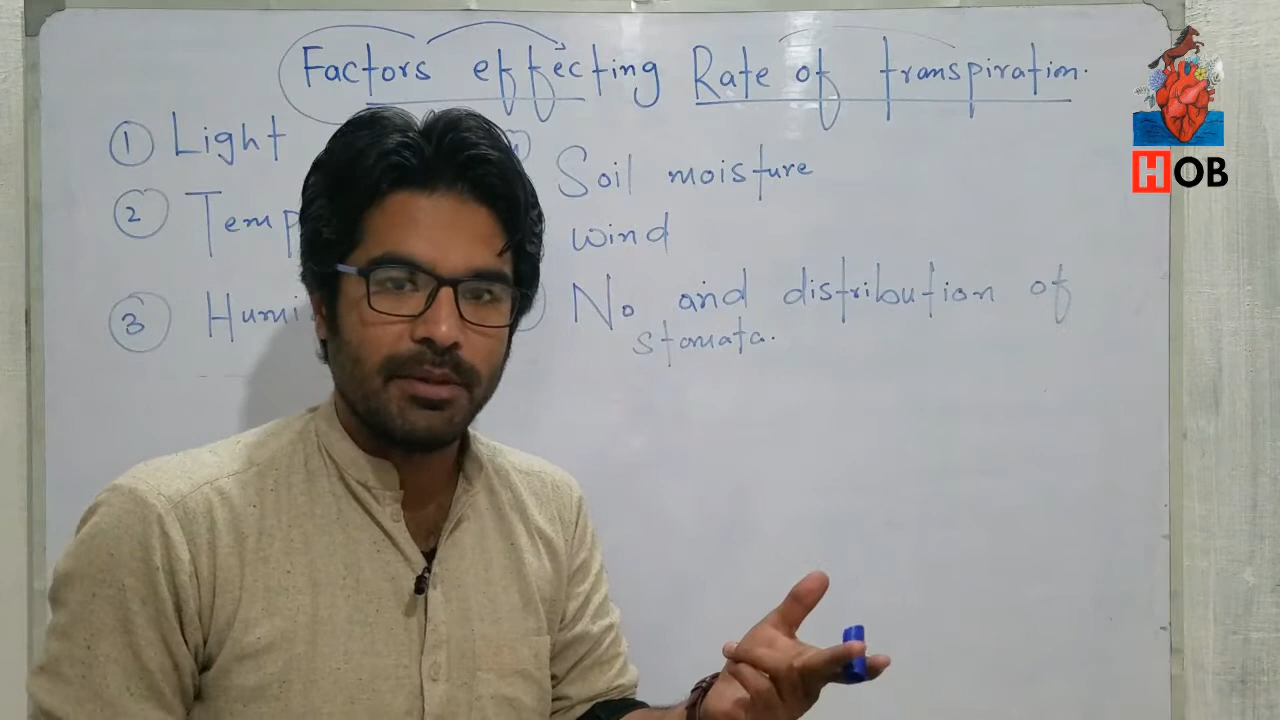 Factors effecting Rate of transpiration.
① Light
② Temp
③ Humi
Soil moisture
wind
No and distribution of
stomata.
HOB